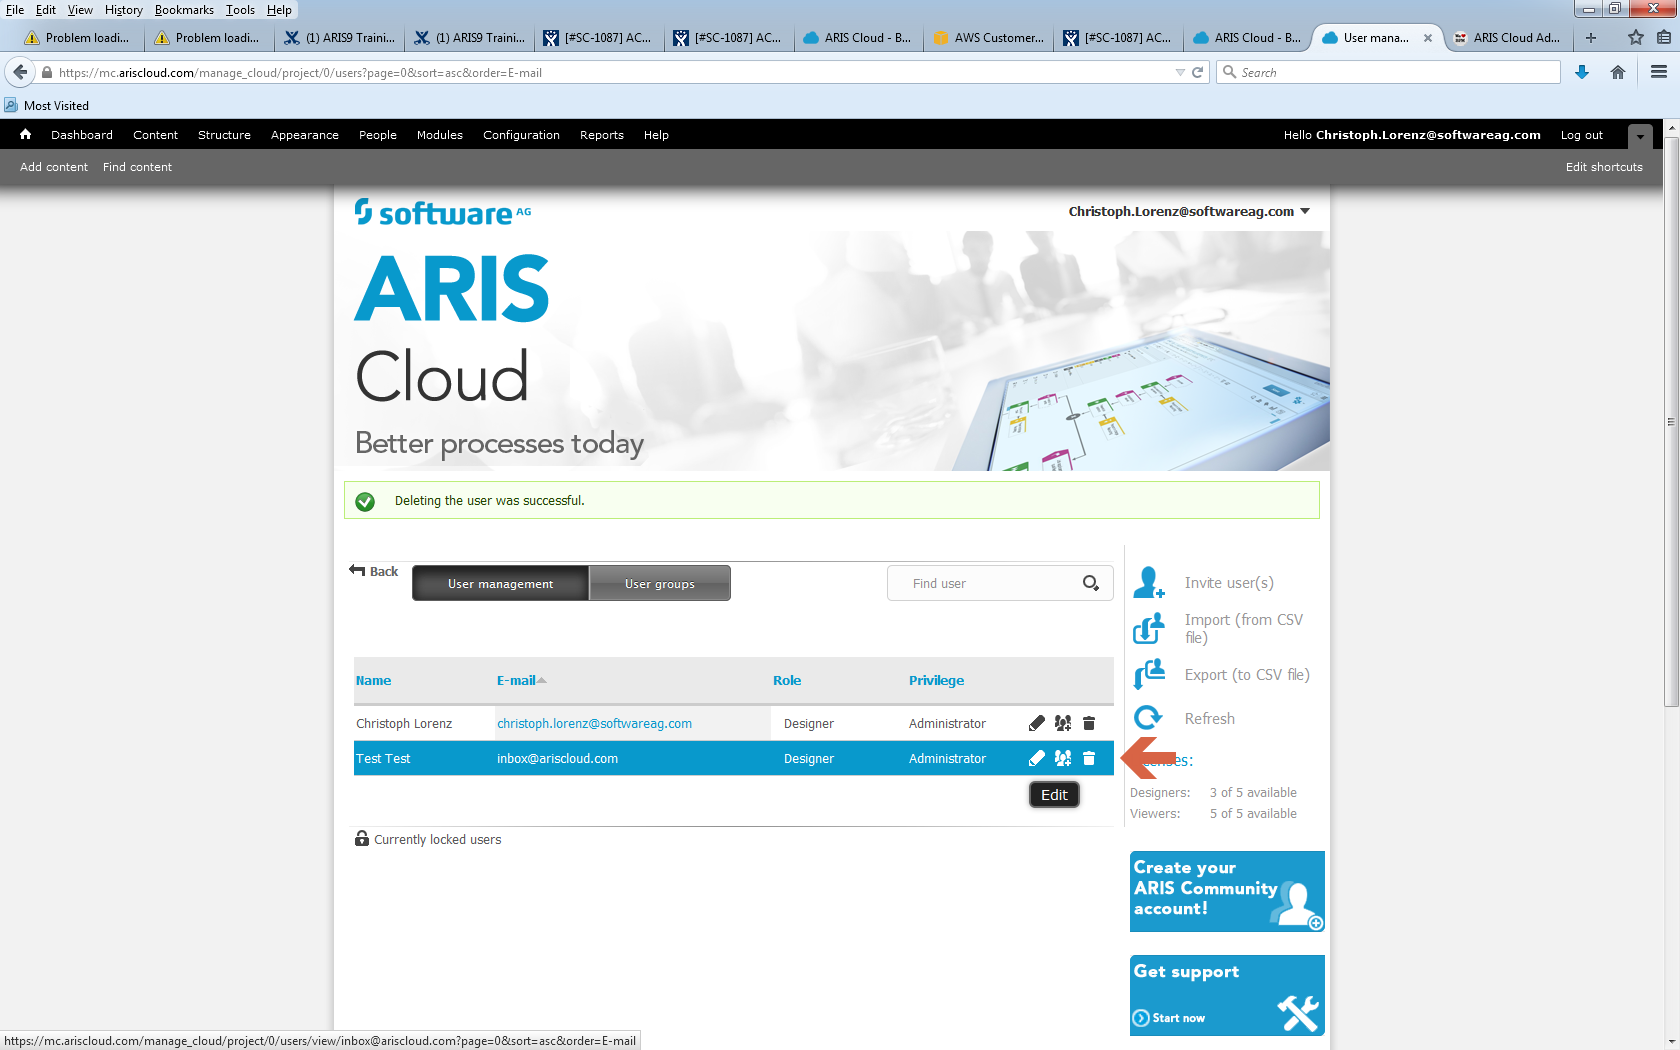 File Edit View History Bookmarks Tools Help
Problem loadi... Problem loadi... (1) ARIS9 Traini... (1) ARIS9 Traini... [#SC-1087] AC... [#SC-1087] AC... ARIS Cloud - B... AWS Customer... [#SC-1087] AC... ARIS Cloud - B... User mana... ARIS Cloud Ad...
https://mc.ariscloud.com/manage_cloud/project/0/users?page=0&sort=asc&order=E-mail Search
Most Visited
Dashboard Content Structure Appearance People Modules Configuration Reports Help Hello Christoph.Lorenz@softwareag.com Log out
Add content Find content Edit shortcuts
software AG Christoph.Lorenz@softwareag.com
ARIS
Cloud
Better processes today
Deleting the user was successful.
Back User management User groups Find user
Invite user(s)
Import (from CSV
file)
Export (to CSV file)
Refresh
Name E-mail Role Privilege
Christoph Lorenz christoph.lorenz@softwareag.com Designer Administrator
Test Test inbox@ariscloud.com Designer Administrator
Edit
Designers: 3 of 5 available
Viewers: 5 of 5 available
Currently locked users
Create your
ARIS Community
account!
Get support
Start now
https://mc.ariscloud.com/manage_cloud/project/0/users/view/inbox@ariscloud.com?page=0&sort=asc&order=E-mail